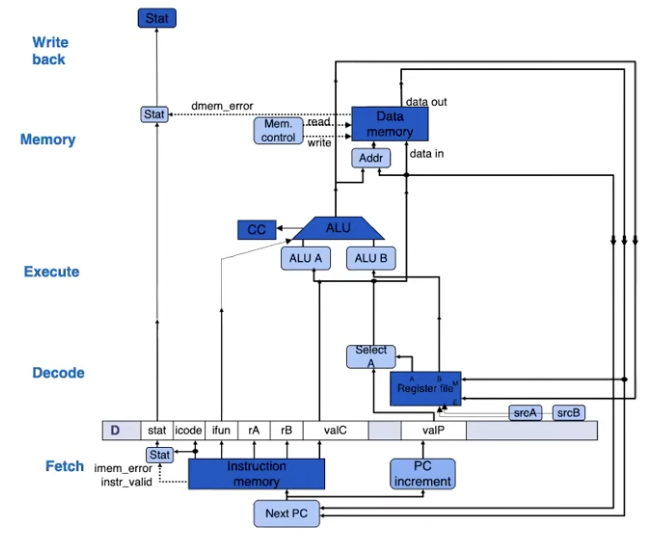 Stat
Write
back
Stat
dmem_error
data out
Mem.
control
read
write
Data
memory
Memory
Addr
data in
CC
ALU
ALU A
ALU B
Execute
Select
A
A
B
M
Register file
E
Decode
srcA
srcB
D
stat
icode
ifun
rA
rB
valC
valP
Stat
Fetch
imem_error
instr_valid
Instruction
memory
PC
increment
Next PC